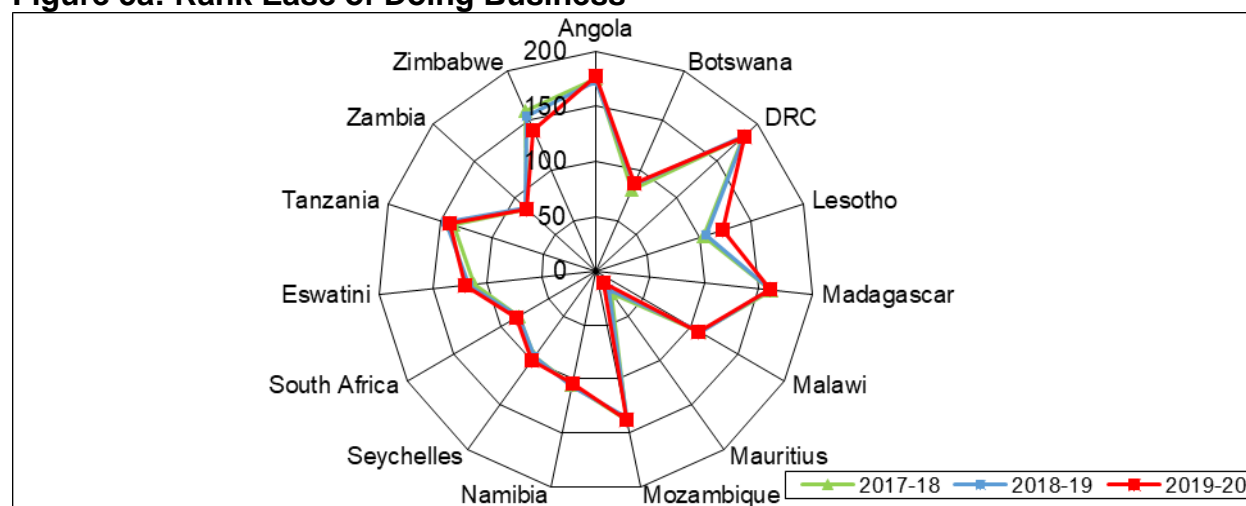 Figure 6a: Rank Ease of Doing Business
Angola
Botswana
DRC
Lesotho
Madagascar
Malawi
Mauritius
Mozambique
Namibia
Seychelles
South Africa
Eswatini
Tanzania
Zambia
Zimbabwe
200
150
100
50
0
2017-18 2018-19 2019-20